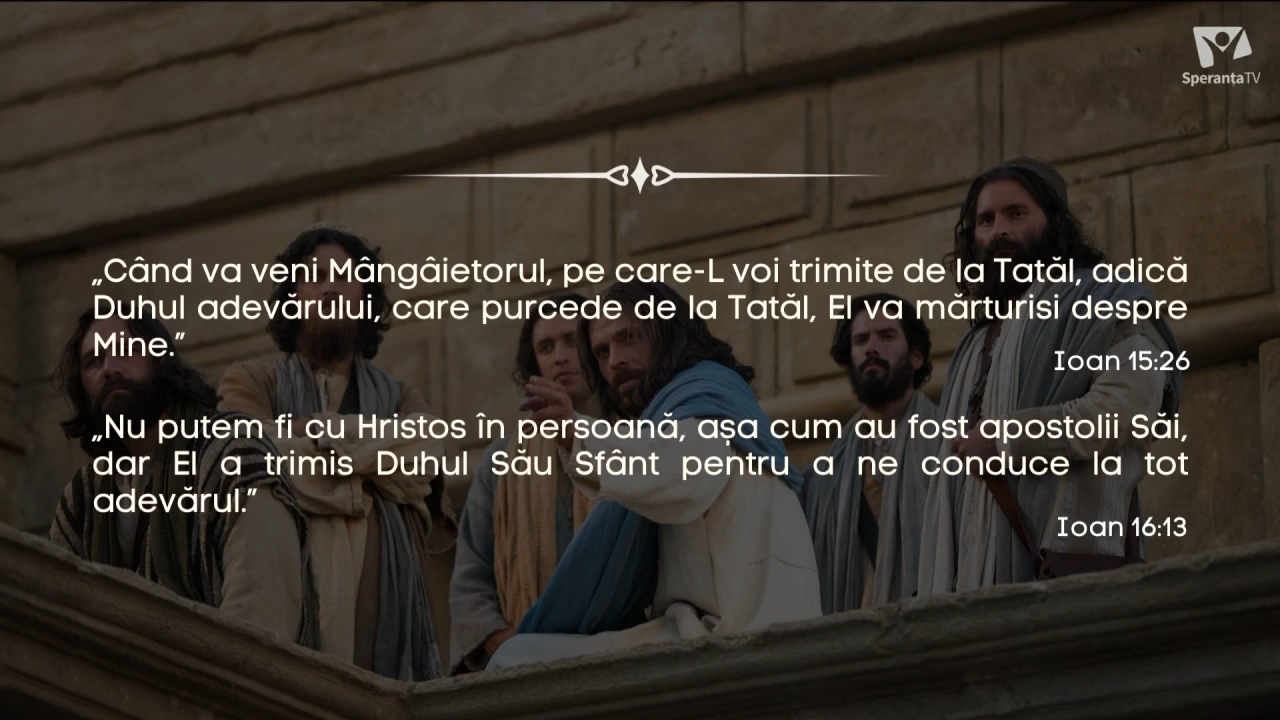 SperanțaTV
„Când va veni Mângâietorul, pe care-L voi trimite de la Tatăl, adică
Duhul adevărului, care purcede de la Tatăl, El va mărturisi despre
Mine.”
Ioan 15:26
„Nu putem fi cu Hristos în persoană, așa cum au fost apostolii Săi,
dar El a trimis Duhul Său Sfânt pentru a ne conduce la tot
adevărul.”
Ioan 16:13